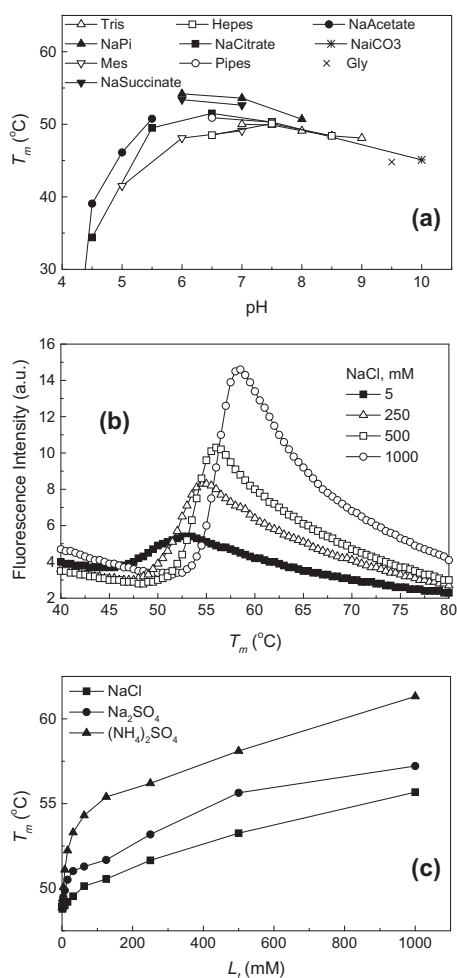 Tris Hepes NaAcetate
NaPi NaCitrate NaiCO3
Mes Pipes Gly
NaSuccinate
60
50
40
30
T_m (°C)
4 5 6 7 8 9 10
pH
(a)
16
14
12
10
8
6
4
2
Fluorescence Intensity (a.u.)
(b)
NaCl, mM
5
250
500
1000
40 45 50 55 60 65 70 75 80
T_m (°C)
NaCl
Na₂SO₄
(NH₄)₂SO₄
60
55
50
T_m (°C)
(c)
0 200 400 600 800 1000
L_t (mM)